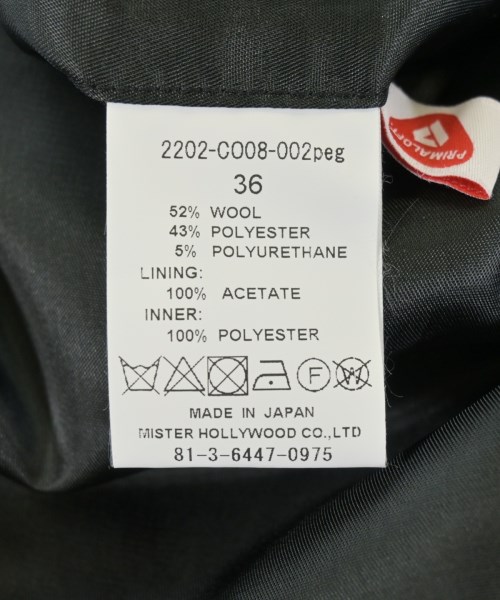 2202-CO08-002peg
36
52% WOOL
43% POLYESTER
5% POLYURETHANE
LINING:
100% ACETATE
INNER:
100% POLYESTER
F W
MADE IN JAPAN
MISTER HOLLYWOOD CO.,LTD
81-3-6447-0975
PRIMALOFT